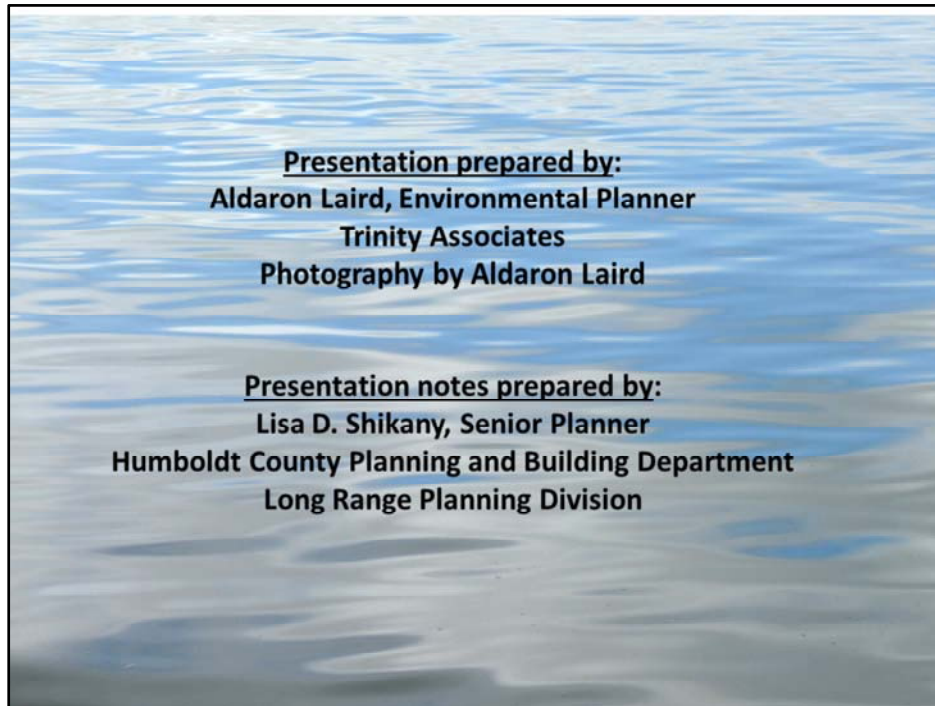 Presentation prepared by:
Aldaron Laird, Environmental Planner
Trinity Associates
Photography by Aldaron Laird
Presentation notes prepared by:
Lisa D. Shikany, Senior Planner
Humboldt County Planning and Building Department
Long Range Planning Division